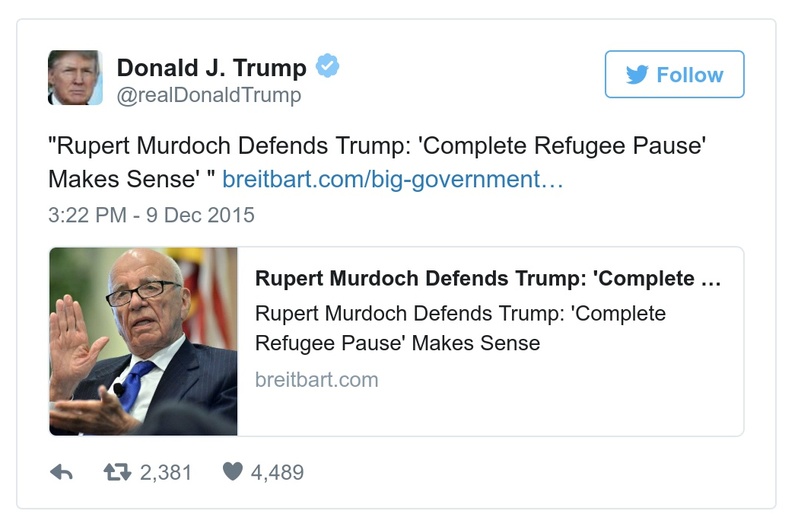 Donald J. Trump
@realDonaldTrump
Follow
"Rupert Murdoch Defends Trump: 'Complete Refugee Pause'
Makes Sense' " breitbart.com/big-government…
3:22 PM - 9 Dec 2015
Rupert Murdoch Defends Trump: 'Complete ...
Rupert Murdoch Defends Trump: 'Complete
Refugee Pause' Makes Sense
breitbart.com
2,381 4,489